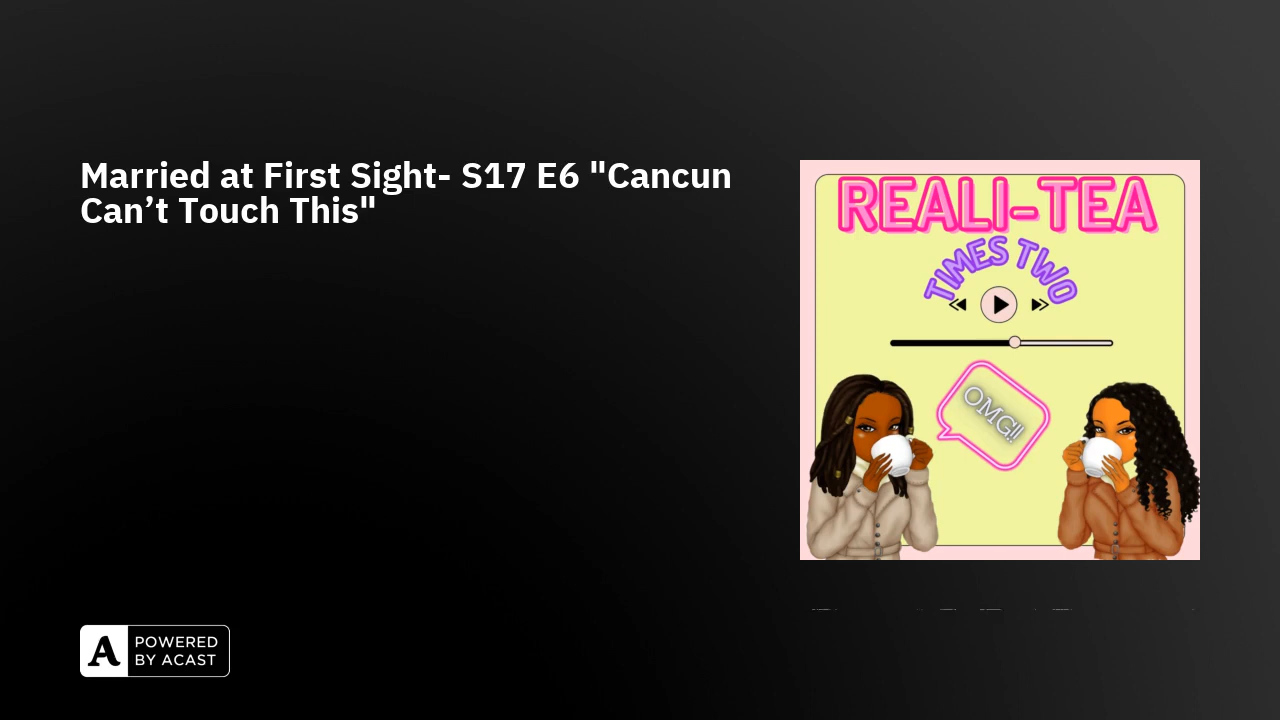 Married at First Sight- S17 E6 "Cancun
Can’t Touch This"
REALI-TEA
TIMES TWO
OMG!!
A POWERED
BY ACAST